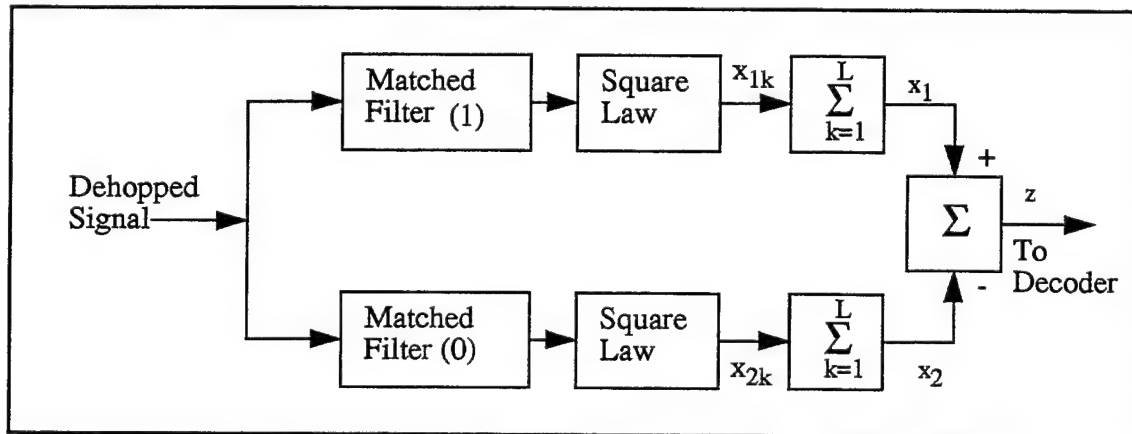 Matched
Filter (1)
Square
Law
x1k
L
Σ
k=1
x1
Dehopped
Signal
+
Σ
z
To
Decoder
-
Matched
Filter (0)
Square
Law
x2k
L
Σ
k=1
x2